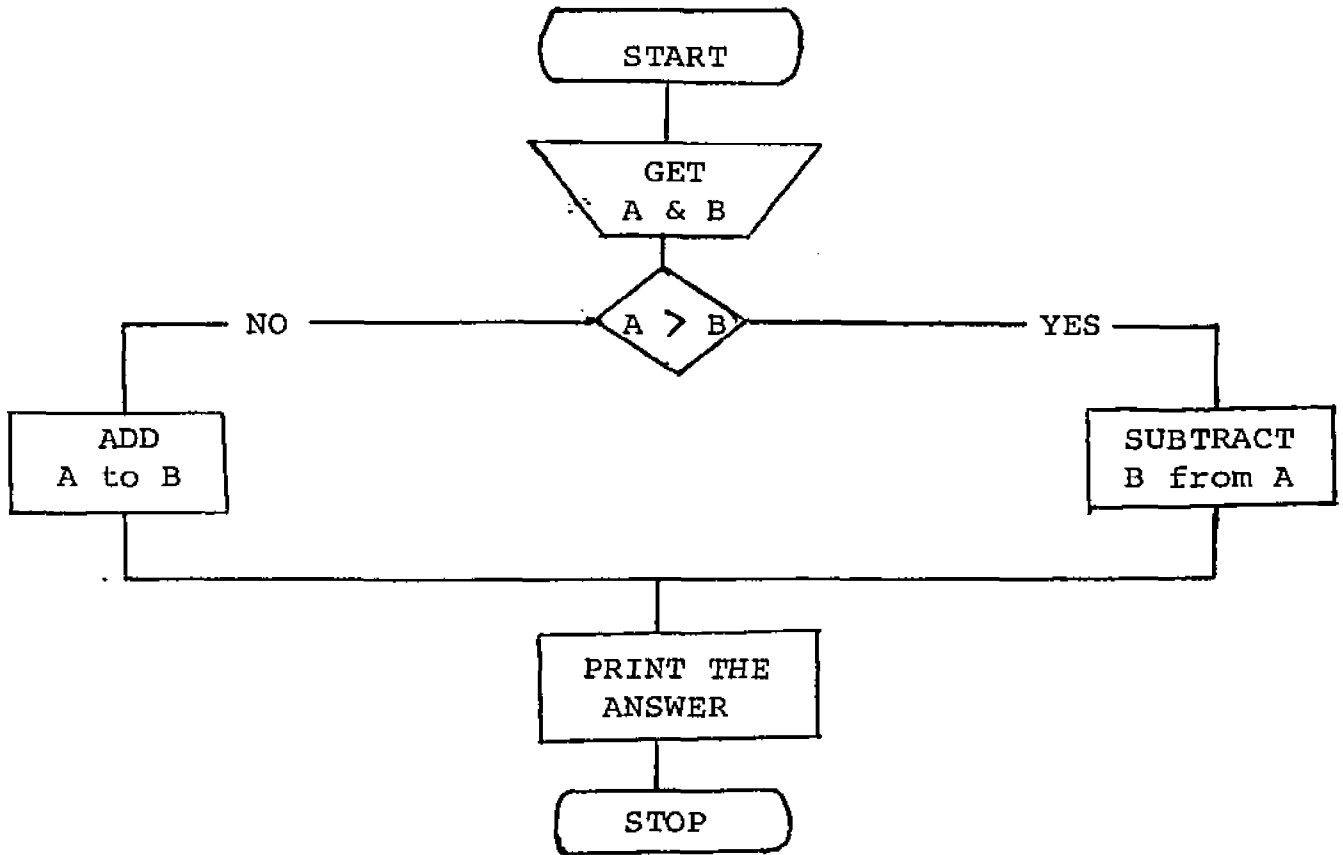 START
GET
A & B
A > B
NO
YES
ADD
A to B
SUBTRACT
B from A
PRINT THE
ANSWER
STOP